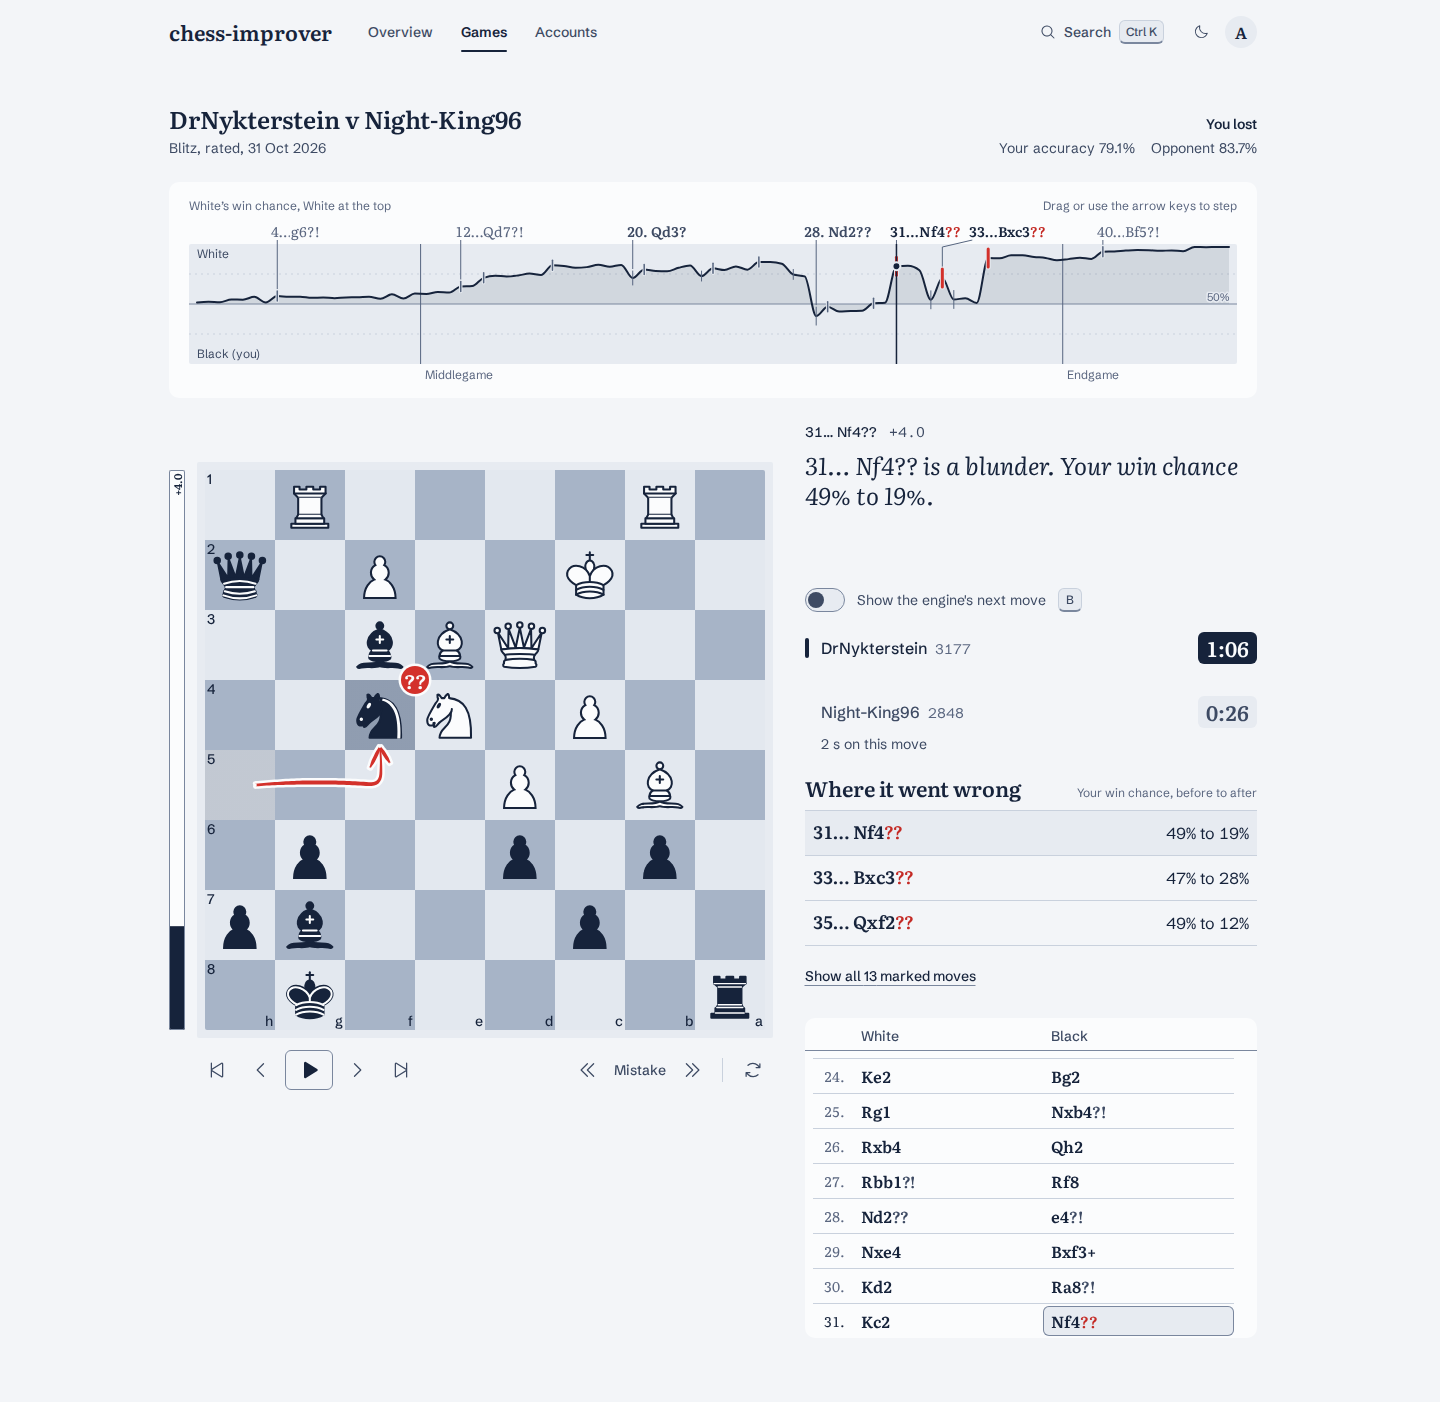 chess-improver Overview Games Accounts Search Ctrl K A
DrNykterstein v Night-King96
You lost
Blitz, rated, 31 Oct 2026
Your accuracy 79.1% Opponent 83.7%
White's win chance, White at the top
Drag or use the arrow keys to step
4...g6?! 12...Qd7?! 20. Qd3? 28. Nd2?? 31...Nf4?? 33...Bxc3?? 40...Bf5?!
White
50%
Black (you)
Middlegame
Endgame
31... Nf4?? +4.0
31... Nf4?? is a blunder. Your win chance
49% to 19%.
+4.0
1
2
3
??
4
5
6
7
8
h g f e d c b a
Mistake
Show the engine's next move B
DrNykterstein 3177 1:06
Night-King96 2848 0:26
2 s on this move
Where it went wrong
Your win chance, before to after
31... Nf4?? 49% to 19%
33... Bxc3?? 47% to 28%
35... Qxf2?? 49% to 12%
Show all 13 marked moves
White Black
24. Ke2 Bg2
25. Rg1 Nxb4?!
26. Rxb4 Qh2
27. Rbb1?! Rf8
28. Nd2?? e4?!
29. Nxe4 Bxf3+
30. Kd2 Ra8?!
31. Kc2 Nf4??